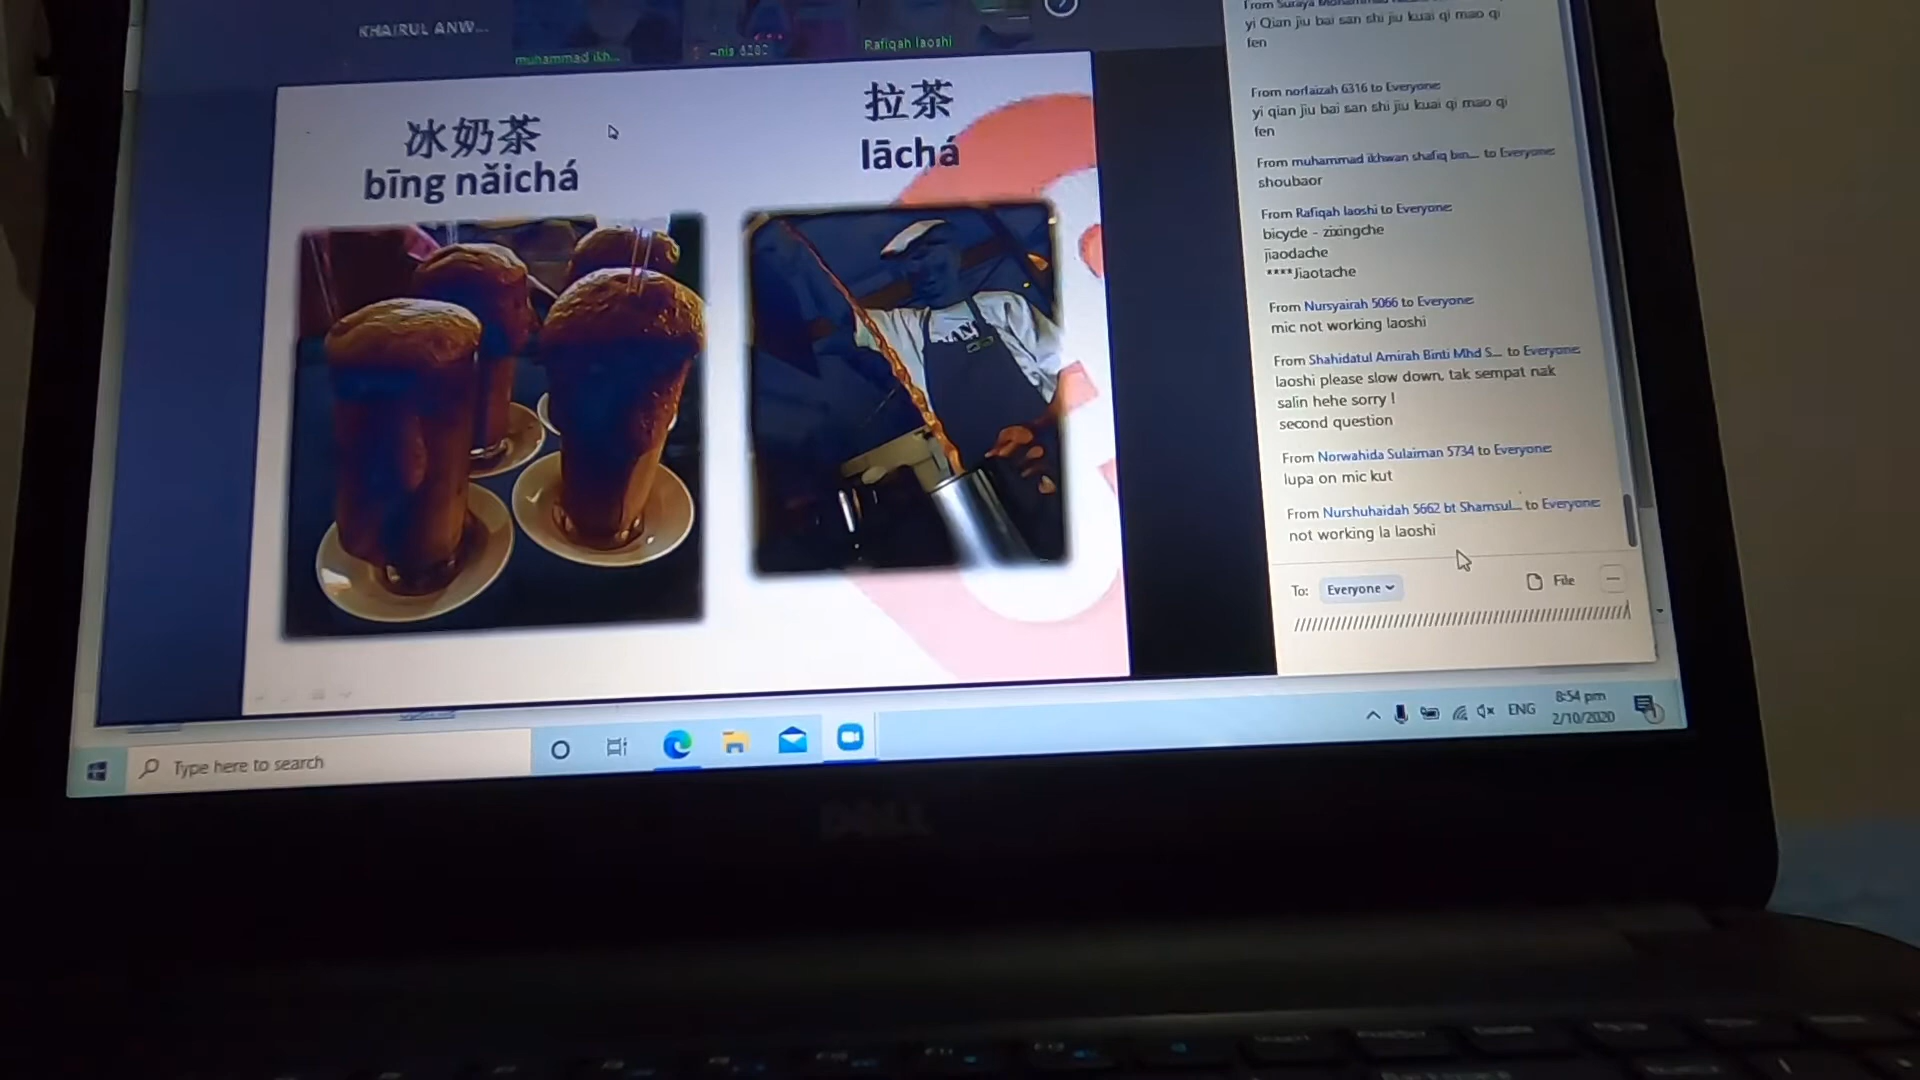 KHAIRUL ANW...
muhammad ikh...
Rafiqah laoshi
冰奶茶
bīng nǎichá
拉茶
lāchá
yi Qian jiu bai san shi jiu kuai qi mao qi
fen
From norfaizah 6316 to Everyone:
yi qian jiu bai san shi jiu kuai qi mao qi
fen
From muhammad ikhwan shafiq bin... to Everyone:
shoubaor
From Rafiqah laoshi to Everyone:
bicycle - zixingche
jiaodache
****Jiaotache
From Nursyairah 5066 to Everyone:
mic not working laoshi
From Shahidatul Amirah Binti Mhd S... to Everyone:
laoshi please slow down, tak sempat nak
salin hehe sorry !
second question
From Norwahida Sulaiman 5734 to Everyone:
lupa on mic kut
From Nurshuhaidah 5662 bt Shamsul... to Everyone:
not working la laoshi
To: Everyone File
Type here to search
ENG
8:54 pm
2/10/2020
DELL